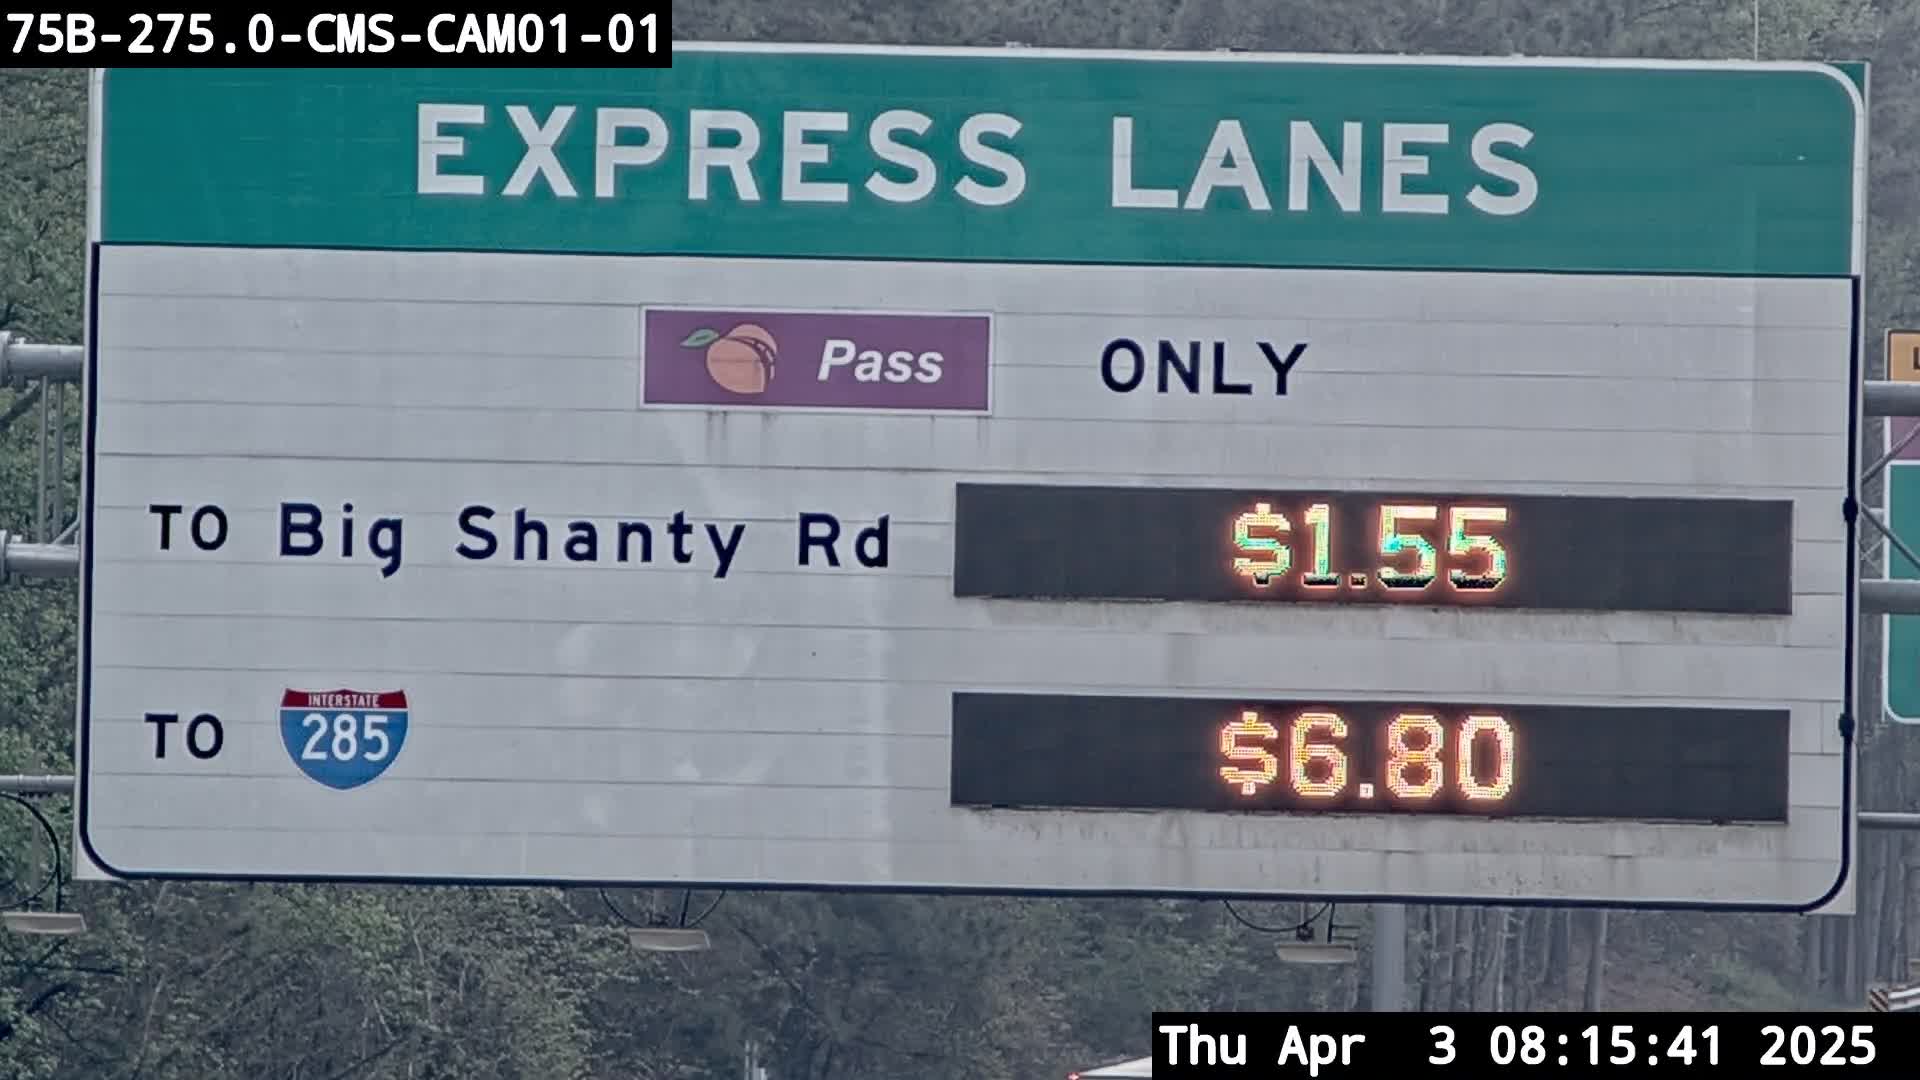 75B-275.0-CMS-CAM01-01
EXPRESS LANES
Pass ONLY
TO Big Shanty Rd $1.55
TO INTERSTATE 285 $6.80
Thu Apr 3 08:15:41 2025